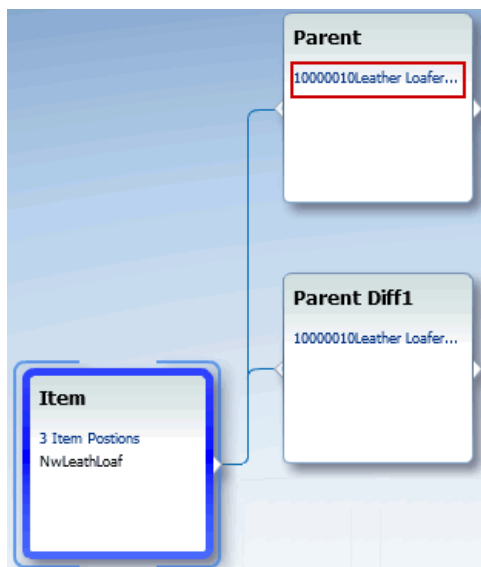 Parent
10000010Leather Loafer...
Parent Diff1
10000010Leather Loafer...
Item
3 Item Postions
NwLeathLoaf